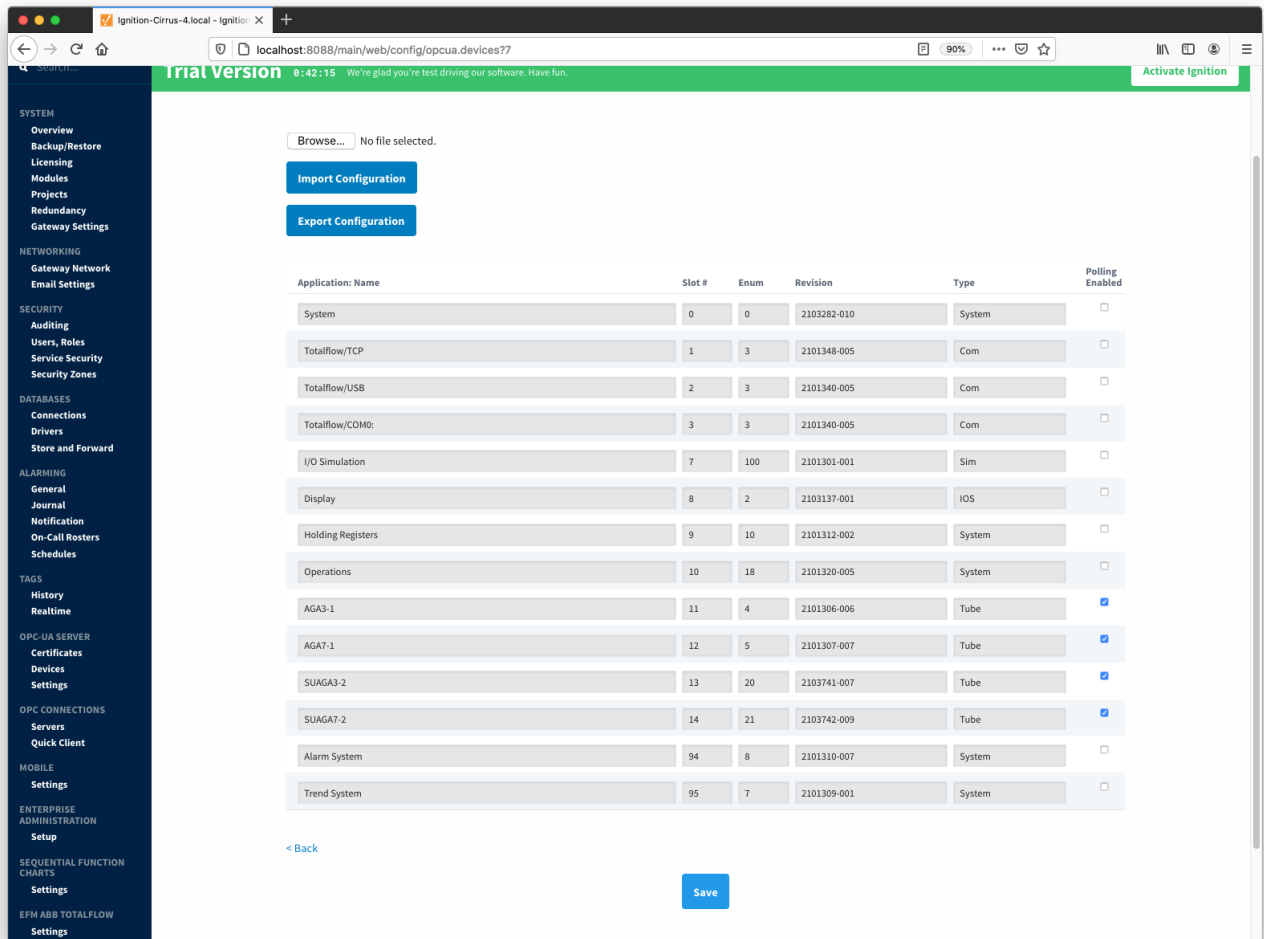 Ignition-Cirrus-4.local - Ignition
localhost:8088/main/web/config/opcua.devices?7
90%
Search...
Trial Version 0:42:15 We're glad you're test driving our software. Have fun.
Activate Ignition
SYSTEM
Overview
Backup/Restore
Licensing
Modules
Projects
Redundancy
Gateway Settings
NETWORKING
Gateway Network
Email Settings
SECURITY
Auditing
Users, Roles
Service Security
Security Zones
DATABASES
Connections
Drivers
Store and Forward
ALARMING
General
Journal
Notification
On-Call Rosters
Schedules
TAGS
History
Realtime
OPC-UA SERVER
Certificates
Devices
Settings
OPC CONNECTIONS
Servers
Quick Client
MOBILE
Settings
ENTERPRISE
ADMINISTRATION
Setup
SEQUENTIAL FUNCTION
CHARTS
Settings
EFM ABB TOTALFLOW
Settings
Browse... No file selected.
Import Configuration
Export Configuration
Application: Name Slot # Enum Revision Type Polling Enabled
System 0 0 2103282-010 System
Totalflow/TCP 1 3 2101348-005 Com
Totalflow/USB 2 3 2101340-005 Com
Totalflow/COM0: 3 3 2101340-005 Com
I/O Simulation 7 100 2101301-001 Sim
Display 8 2 2103137-001 IOS
Holding Registers 9 10 2101312-002 System
Operations 10 18 2101320-005 System
AGA3-1 11 4 2101306-006 Tube
AGA7-1 12 5 2101307-007 Tube
SUAGA3-2 13 20 2103741-007 Tube
SUAGA7-2 14 21 2103742-009 Tube
Alarm System 94 8 2101310-007 System
Trend System 95 7 2101309-001 System
< Back
Save